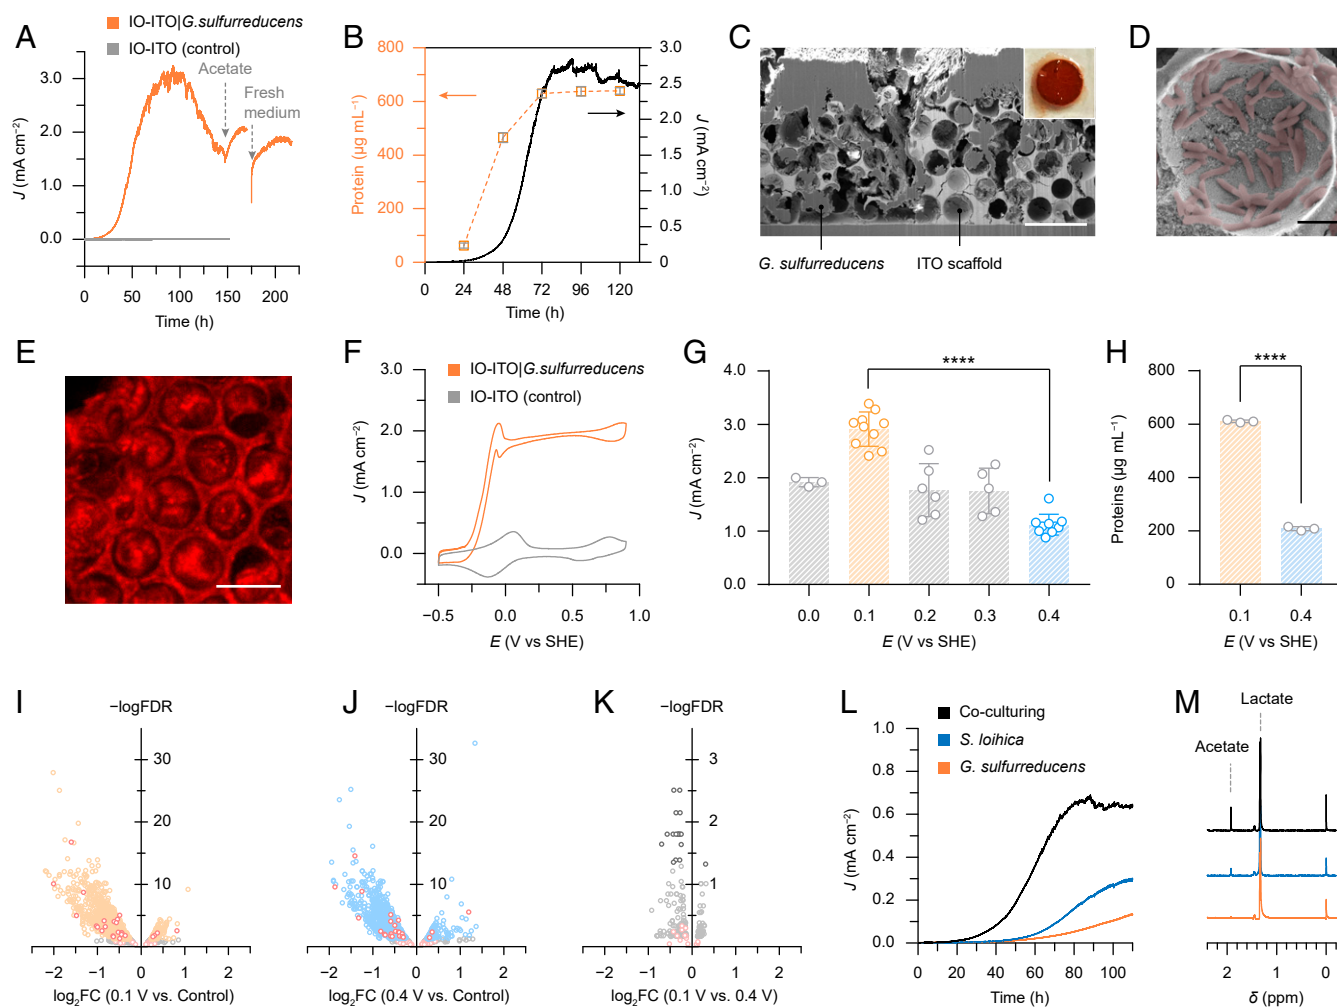 A
IO-ITO|G.sulfurreducens
IO-ITO (control)
Acetate
Fresh
medium
3.0
2.0
1.0
0.0
J (mA cm−2)
0 50 100 150 200
Time (h)
B
800
600
400
200
0
Protein (µg mL−1)
3.0
2.5
2.0
1.5
1.0
0.5
0
J (mA cm−2)
0 24 48 72 96 120
Time (h)
C
G. sulfurreducens
ITO scaffold
D
E
F
IO-ITO|G.sulfurreducens
IO-ITO (control)
3.0
2.0
1.0
0.0
J (mA cm−2)
−0.5 0.0 0.5 1.0
E (V vs SHE)
G
****
4.0
3.0
2.0
1.0
0.0
J (mA cm−2)
0.0 0.1 0.2 0.3 0.4
E (V vs SHE)
H
****
800
600
400
200
0
Proteins (µg mL−1)
0.1 0.4
E (V vs SHE)
I
−logFDR
30
20
10
−2 −1 0 1 2
log2FC (0.1 V vs. Control)
J
−logFDR
30
20
10
−2 −1 0 1 2
log2FC (0.4 V vs. Control)
K
−logFDR
3
2
1
−2 −1 0 1 2
log2FC (0.1 V vs. 0.4 V)
L
Co-culturing
S. loihica
G. sulfurreducens
1.0
0.8
0.6
0.4
0.2
0.0
J (mA cm−2)
0 20 40 60 80 100
Time (h)
M
Lactate
Acetate
2 1 0
δ (ppm)